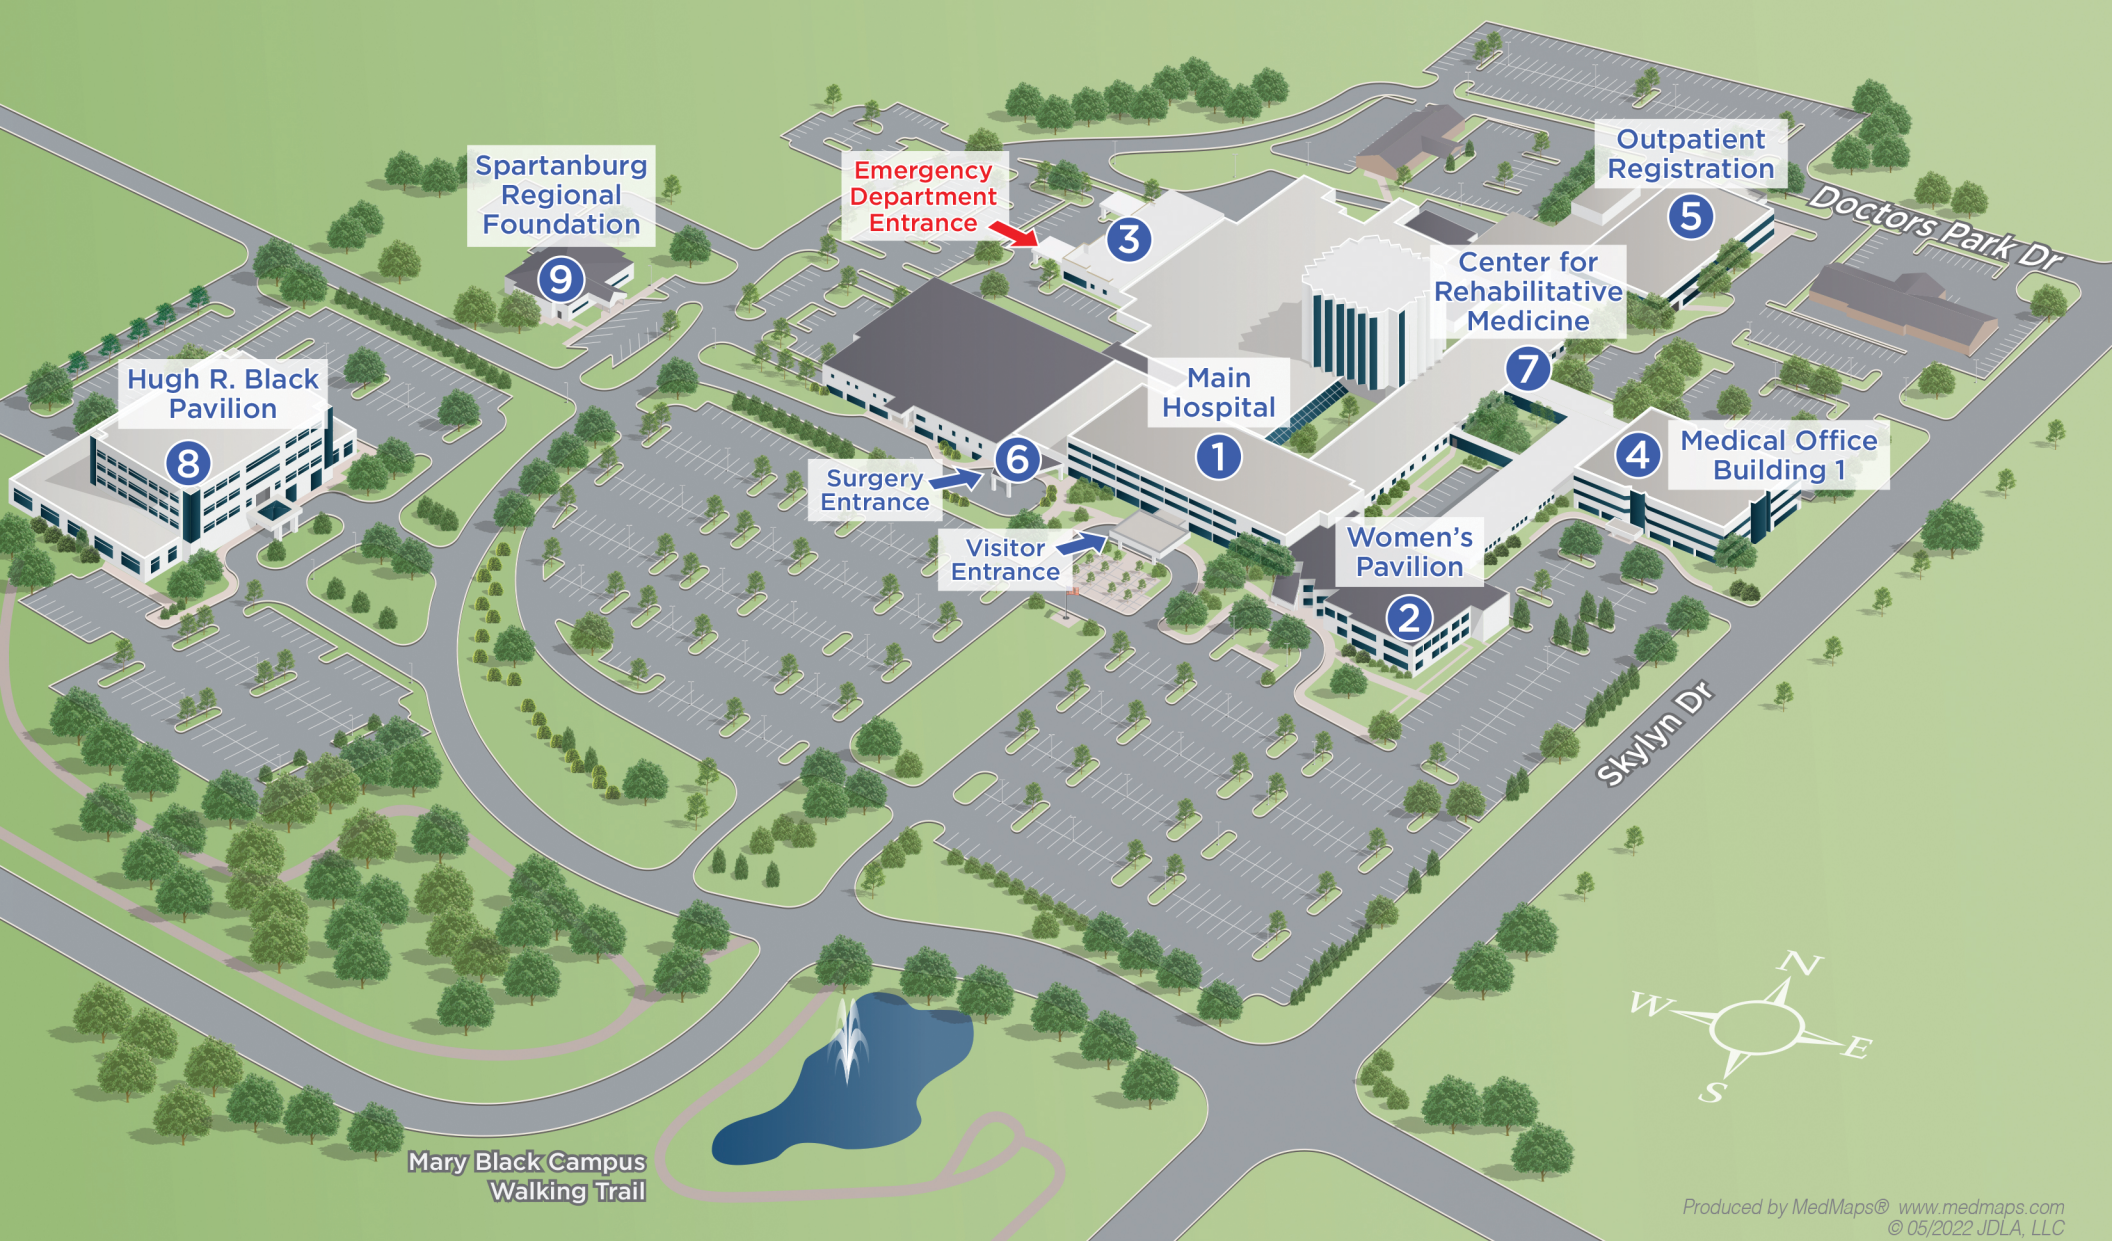 Outpatient
Registration
5
Doctors Park Dr
Spartanburg
Regional
Foundation
9
Emergency
Department
Entrance
3
Center for
Rehabilitative
Medicine
7
Hugh R. Black
Pavilion
8
Main
Hospital
1
4
Medical Office
Building 1
6
Surgery
Entrance
Visitor
Entrance
Women's
Pavilion
2
Skylyn Dr
N
W
E
S
Mary Black Campus
Walking Trail
Produced by MedMaps® www.medmaps.com
© 05/2022 JDLA, LLC